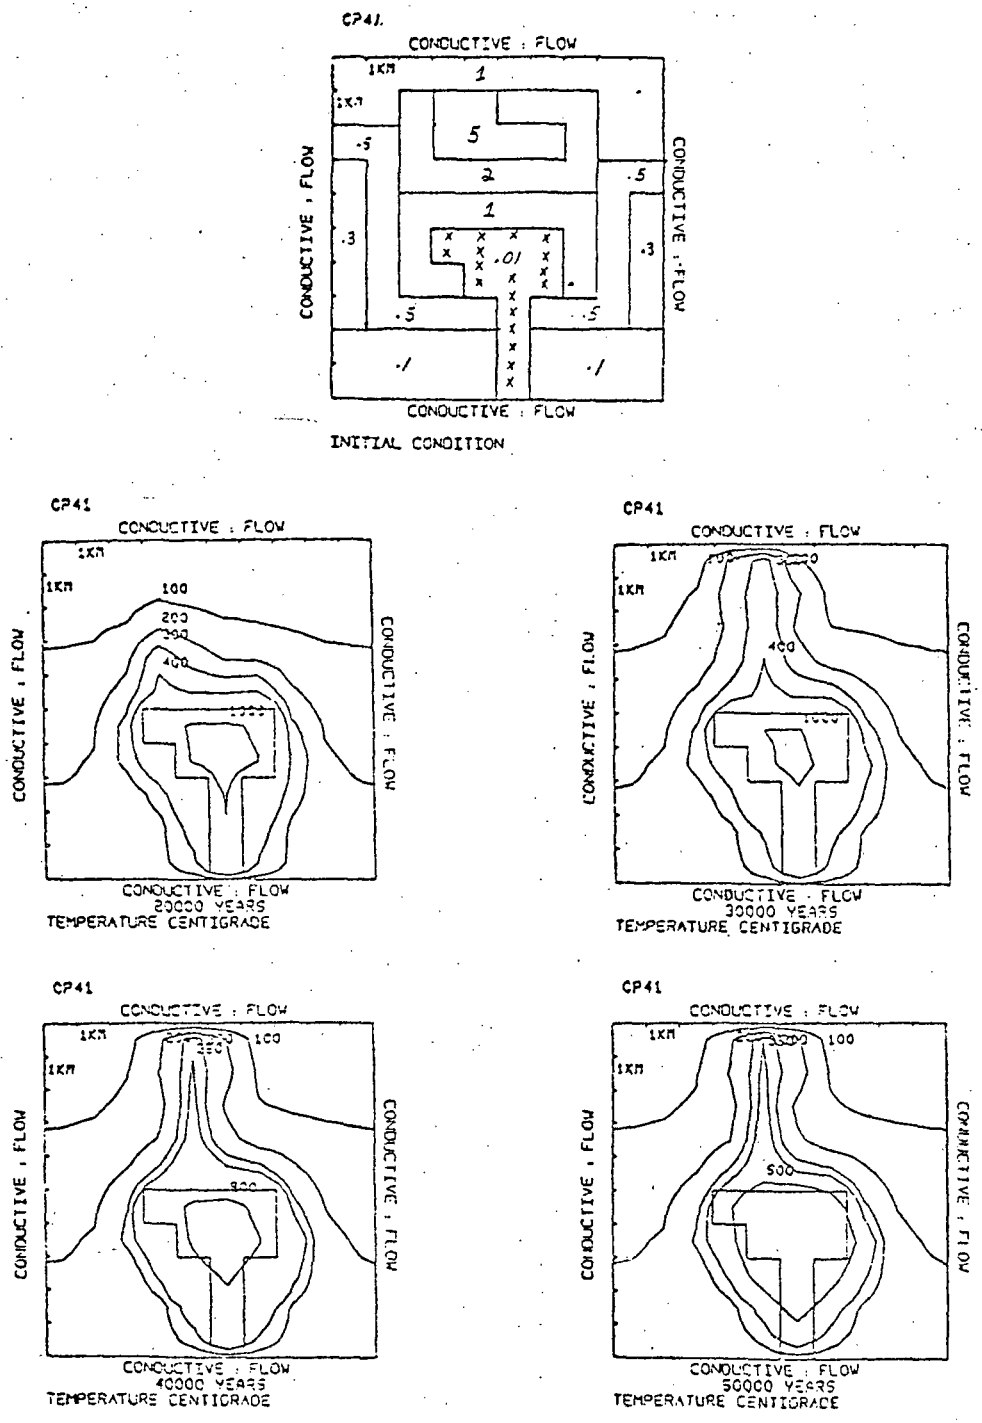 CP41
CONDUCTIVE : FLOW
1KM
1
1KM
.5
5
CONDUCTIVE : FLOW
CONDUCTIVE : FLOW
2
.5
1
.3
.01
.3
.5
.5
.1
.1
CONDUCTIVE : FLOW
INITIAL CONDITION
CP41
CONDUCTIVE : FLOW
1KM
1KM
100
200
300
400
1000
CONDUCTIVE : FLOW
CONDUCTIVE : FLOW
CONDUCTIVE : FLOW
20000 YEARS
TEMPERATURE CENTIGRADE
CP41
CONDUCTIVE : FLOW
1KM
1KM
400
1000
CONDUCTIVE : FLOW
CONDUCTIVE : FLOW
CONDUCTIVE : FLOW
30000 YEARS
TEMPERATURE CENTIGRADE
CP41
CONDUCTIVE : FLOW
1KM
100
1KM
CONDUCTIVE : FLOW
CONDUCTIVE : FLOW
CONDUCTIVE : FLOW
40000 YEARS
TEMPERATURE CENTIGRADE
CP41
CONDUCTIVE : FLOW
1KM
100
1KM
500
CONDUCTIVE : FLOW
CONDUCTIVE : FLOW
CONDUCTIVE : FLOW
50000 YEARS
TEMPERATURE CENTIGRADE